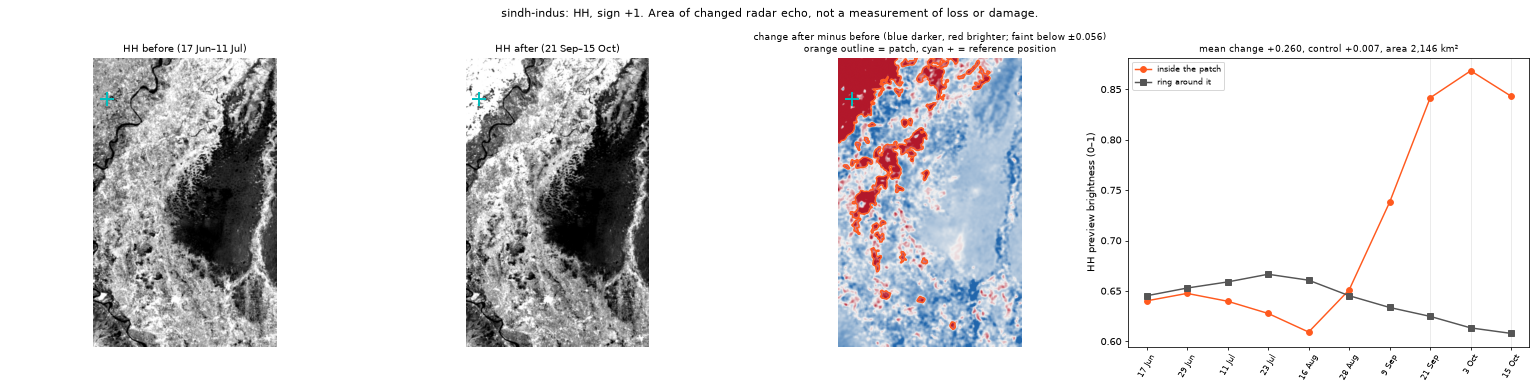 sindh-indus: HH, sign +1. Area of changed radar echo, not a measurement of loss or damage.
HH before (17 Jun–11 Jul)
HH after (21 Sep–15 Oct)
change after minus before (blue darker, red brighter; faint below ±0.056)
orange outline = patch, cyan + = reference position
mean change +0.260, control +0.007, area 2,146 km²
inside the patch
ring around it
HH preview brightness (0–1)
0.85
0.80
0.75
0.70
0.65
0.60
17 Jun
29 Jun
11 Jul
23 Jul
16 Aug
28 Aug
9 Sep
21 Sep
3 Oct
15 Oct